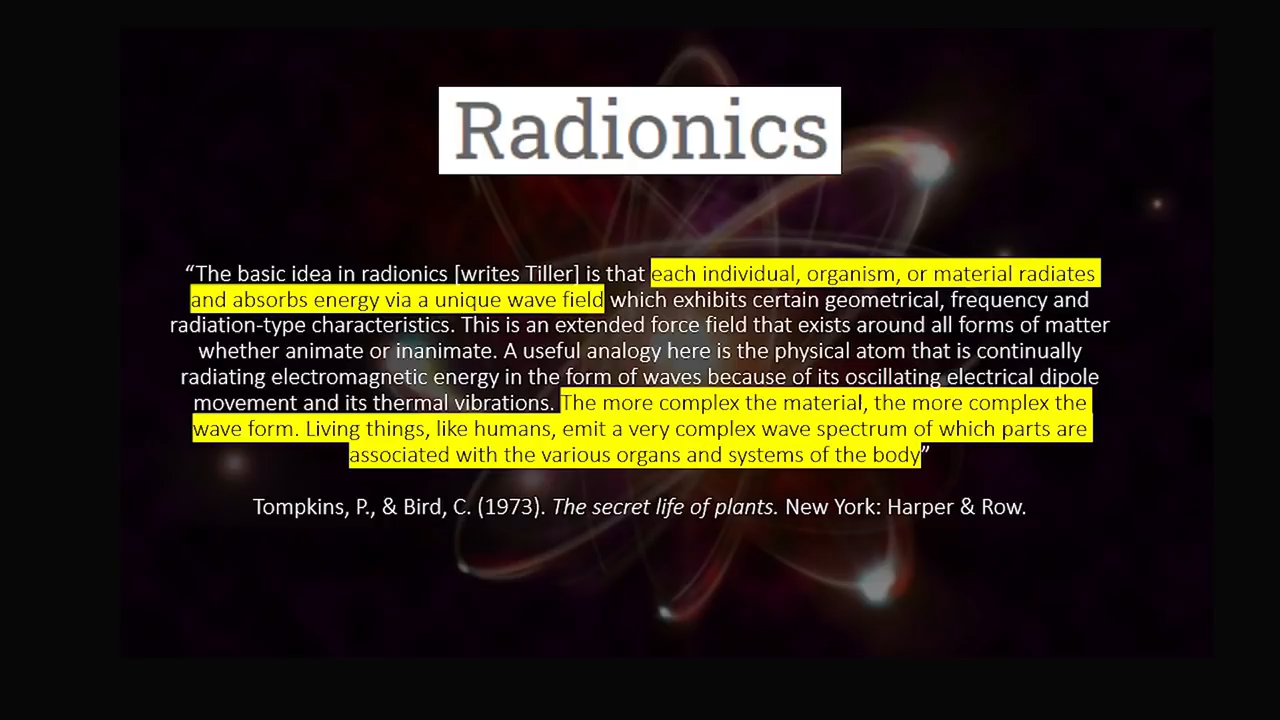 Radionics
“The basic idea in radionics [writes Tiller] is that each individual, organism, or material radiates
and absorbs energy via a unique wave field which exhibits certain geometrical, frequency and
radiation-type characteristics. This is an extended force field that exists around all forms of matter
whether animate or inanimate. A useful analogy here is the physical atom that is continually
radiating electromagnetic energy in the form of waves because of its oscillating electrical dipole
movement and its thermal vibrations. The more complex the material, the more complex the
wave form. Living things, like humans, emit a very complex wave spectrum of which parts are
associated with the various organs and systems of the body”
Tompkins, P., & Bird, C. (1973). The secret life of plants. New York: Harper & Row.